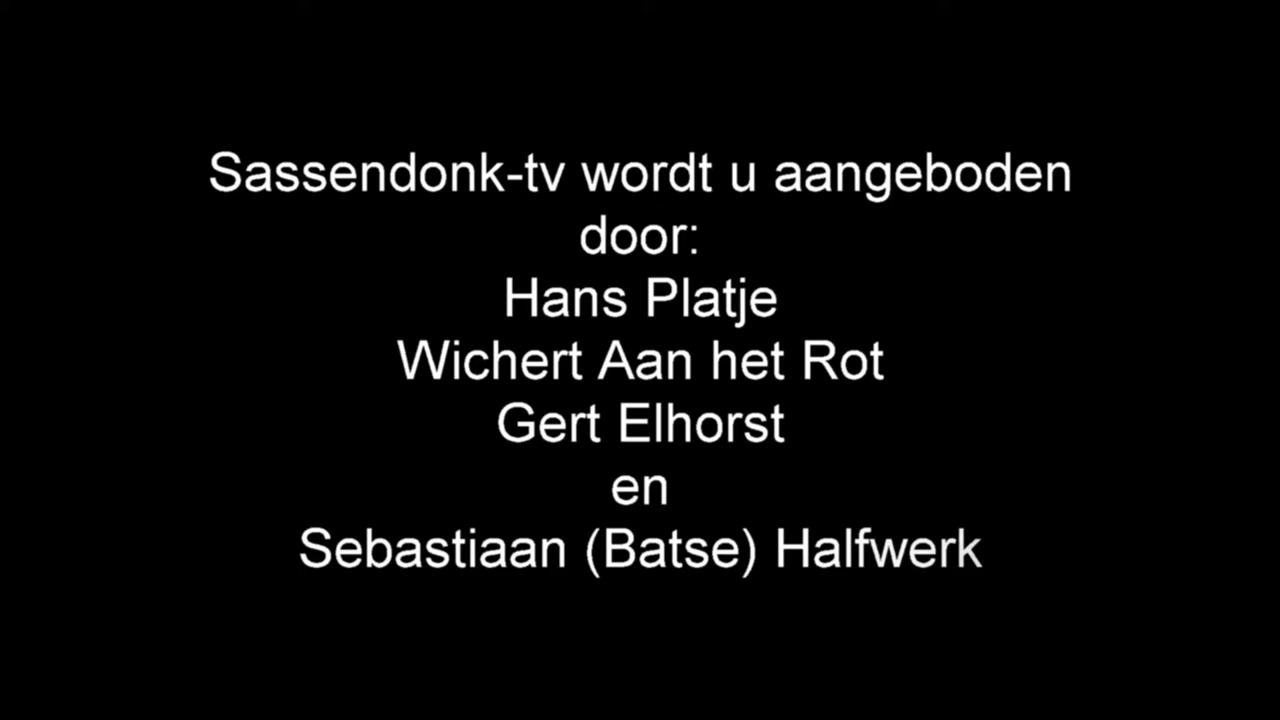 Sassendonk-tv wordt u aangeboden
door:
Hans Platje
Wichert Aan het Rot
Gert Elhorst
en
Sebastiaan (Batse) Halfwerk